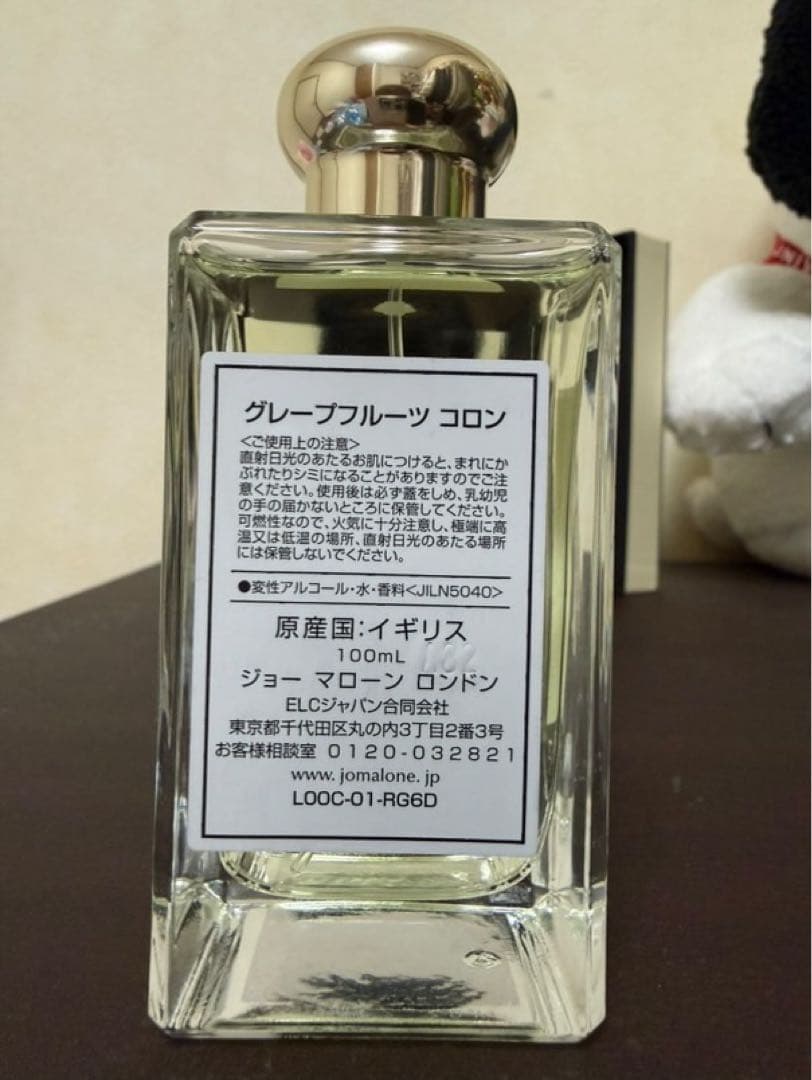 グレープフルーツ コロン
<ご使用上の注意>
直射日光のあたるお肌につけると、まれにか
ぶれたりシミになることがありますのでご注
意ください。使用後は必ず蓋をしめ、乳幼児
の手の届かないところに保管してください。
可燃性なので、火気に十分注意し、極端に高
温又は低温の場所、直射日光のあたる場所
には保管しないでください。
●変性アルコール・水・香料<JILN5040>
原産国:イギリス
100mL
ジョー マローン ロンドン
ELCジャパン合同会社
東京都千代田区丸の内3丁目2番3号
お客様相談室 0120-032821
www. jomalone. jp
LOOC-01-RG6D